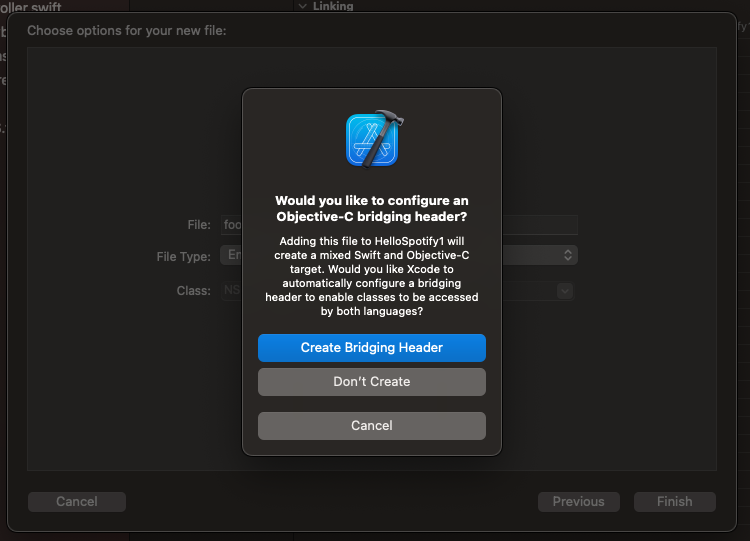 oller swift
Linking
Choose options for your new file:
Would you like to configure an
Objective-C bridging header?
Adding this file to HelloSpotify1 will
create a mixed Swift and Objective-C
target. Would you like Xcode to
automatically configure a bridging
header to enable classes to be accessed
by both languages?
File: foo
File Type: Em
Class: NS
Create Bridging Header
Don't Create
Cancel
Cancel
Previous
Finish